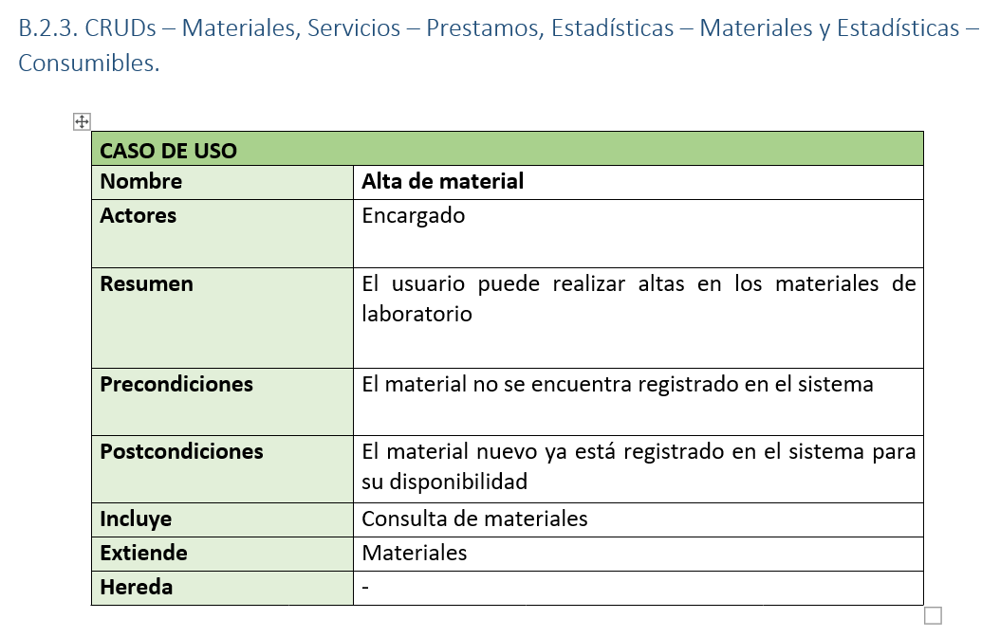 B.2.3. CRUDs – Materiales, Servicios – Prestamos, Estadísticas – Materiales y Estadísticas –
Consumibles.
CASO DE USO
Nombre Alta de material
Actores Encargado
Resumen El usuario puede realizar altas en los materiales de
laboratorio
Precondiciones El material no se encuentra registrado en el sistema
Postcondiciones El material nuevo ya está registrado en el sistema para
su disponibilidad
Incluye Consulta de materiales
Extiende Materiales
Hereda -